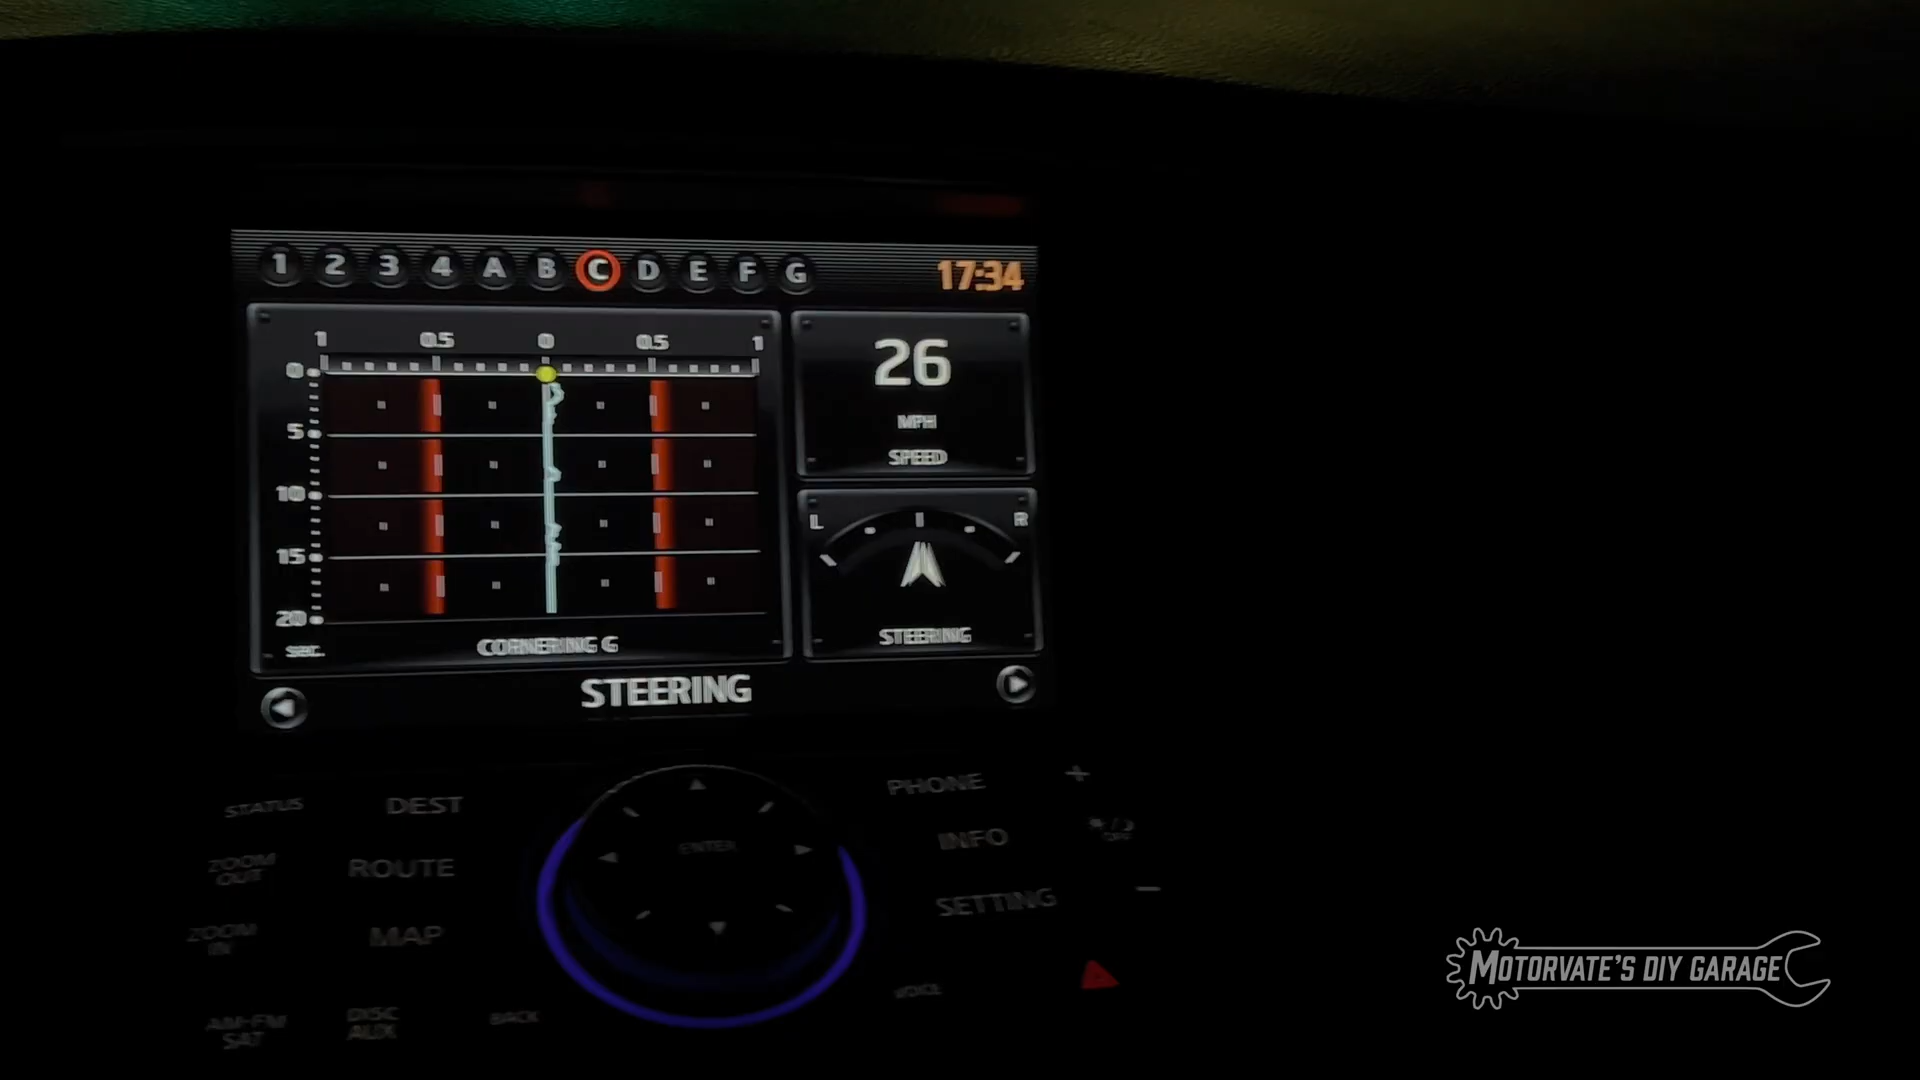 1 2 3 4 A B C D E F G
17:34
1 0.5 0 0.5 1
0
5
10
15
20
SEC.
CORNERING G
26
MPH
SPEED
L R
STEERING
STEERING
STATUS
DEST
ZOOM
OUT
ROUTE
ZOOM
IN
MAP
AM·FM
SAT
DISC
AUX
BACK
ENTER
PHONE
+
INFO
OFF
SETTING
−
VOICE
MOTORVATE'S DIY GARAGE